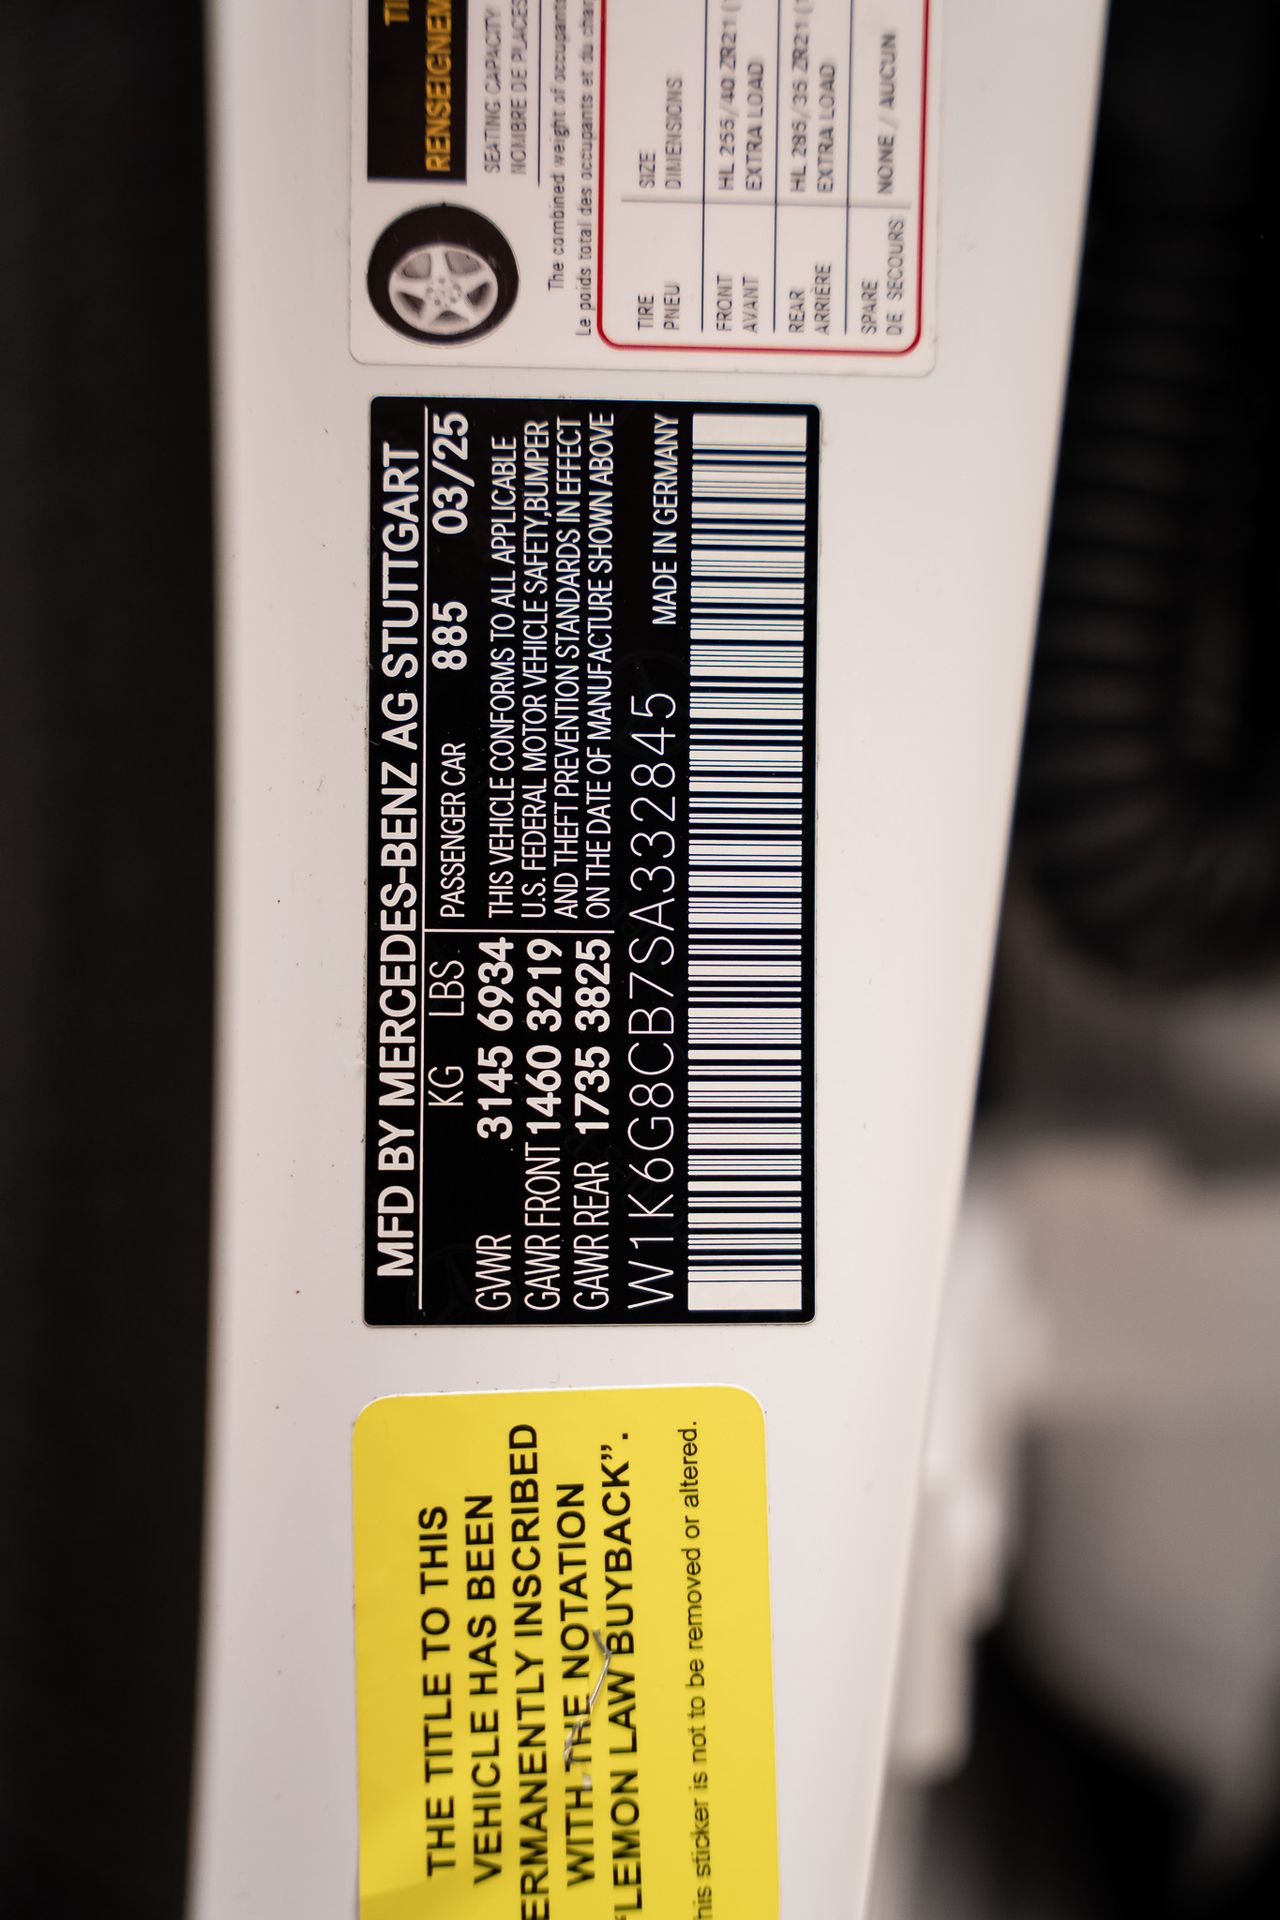 TI
RENSEIGNEM
SEATING CAPACITY
NOMBRE DE PLACES
The combined weight of occupants
Le poids total des occupants et du char
TIRE SIZE
PNEU DIMENSIONS
FRONT HL 255/40 ZR21 (1
AVANT EXTRA LOAD
REAR HL 285/35 ZR21 (1
ARRIÈRE EXTRA LOAD
SPARE NONE / AUCUN
DE SECOURS
MFD BY MERCEDES-BENZ AG STUTTGART
KG LBS PASSENGER CAR 885 03/25
GVWR 3145 6934 THIS VEHICLE CONFORMS TO ALL APPLICABLE
U.S. FEDERAL MOTOR VEHICLE SAFETY,BUMPER
GAWR FRONT 1460 3219 AND THEFT PREVENTION STANDARDS IN EFFECT
GAWR REAR 1735 3825 ON THE DATE OF MANUFACTURE SHOWN ABOVE
W1K6G8CB7SA332845 MADE IN GERMANY
THE TITLE TO THIS
VEHICLE HAS BEEN
ERMANENTLY INSCRIBED
WITH THE NOTATION
"LEMON LAW BUYBACK".
his sticker is not to be removed or altered.